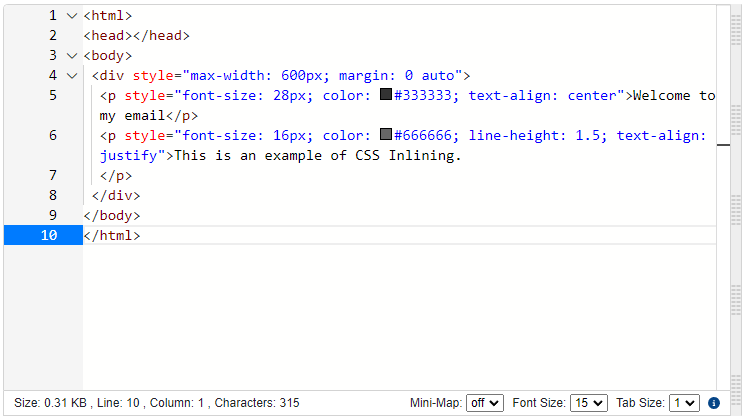 1 <html>
2 <head></head>
3 <body>
4 <div style="max-width: 600px; margin: 0 auto">
5 <p style="font-size: 28px; color: #333333; text-align: center">Welcome to
my email</p>
6 <p style="font-size: 16px; color: #666666; line-height: 1.5; text-align:
justify">This is an example of CSS Inlining.
7 </p>
8 </div>
9 </body>
10 </html>
Size: 0.31 KB , Line: 10 , Column: 1 , Characters: 315 Mini-Map: off Font Size: 15 Tab Size: 1 i